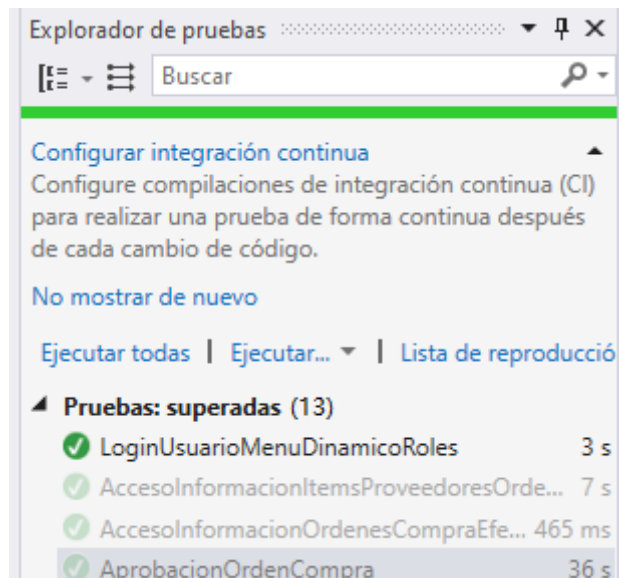 Explorador de pruebas
Buscar
Configurar integración continua
Configure compilaciones de integración continua (CI)
para realizar una prueba de forma continua después
de cada cambio de código.
No mostrar de nuevo
Ejecutar todas | Ejecutar... | Lista de reproducció
Pruebas: superadas (13)
LoginUsuarioMenuDinamicoRoles 3 s
AccesoInformacionItemsProveedoresOrde... 7 s
AccesoInformacionOrdenesCompraEfe... 465 ms
AprobacionOrdenCompra 36 s